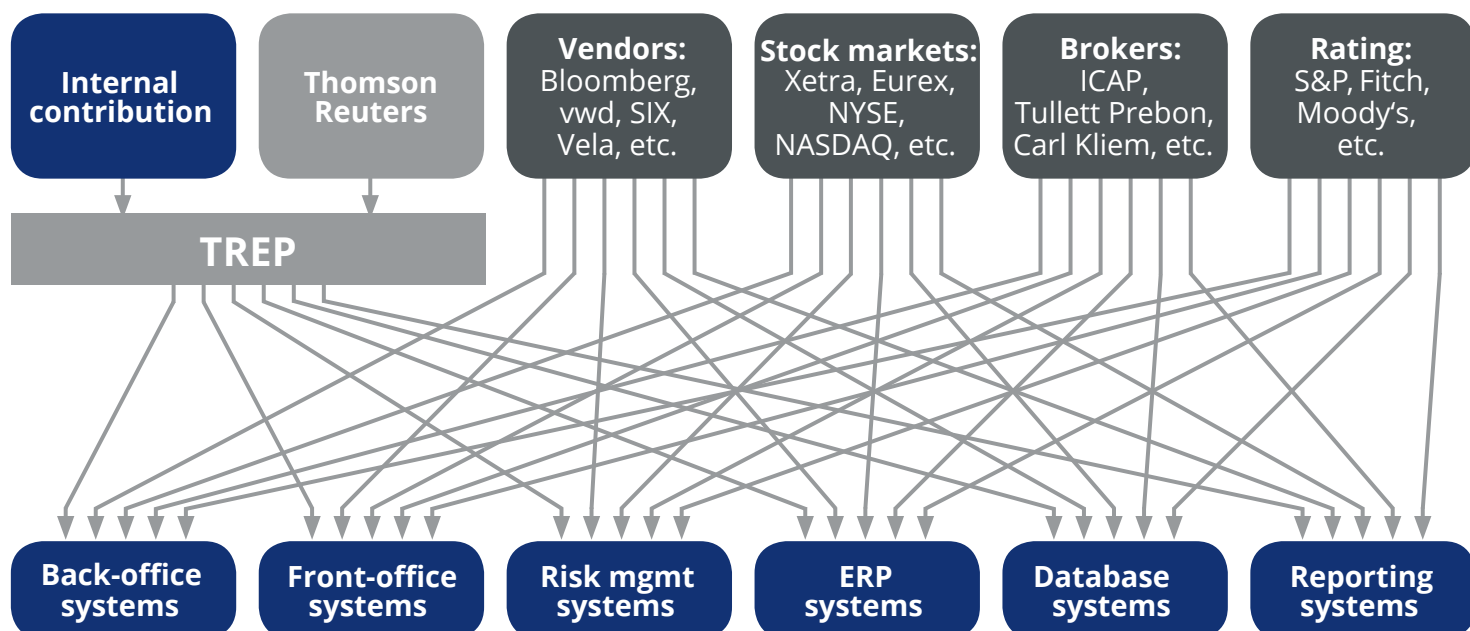 Internal
contribution
Thomson
Reuters
Vendors:
Bloomberg,
vwd, SIX,
Vela, etc.
Stock markets:
Xetra, Eurex,
NYSE,
NASDAQ, etc.
Brokers:
ICAP,
Tullett Prebon,
Carl Kliem, etc.
Rating:
S&P, Fitch,
Moody‘s,
etc.
TREP
Back-office
systems
Front-office
systems
Risk mgmt
systems
ERP
systems
Database
systems
Reporting
systems